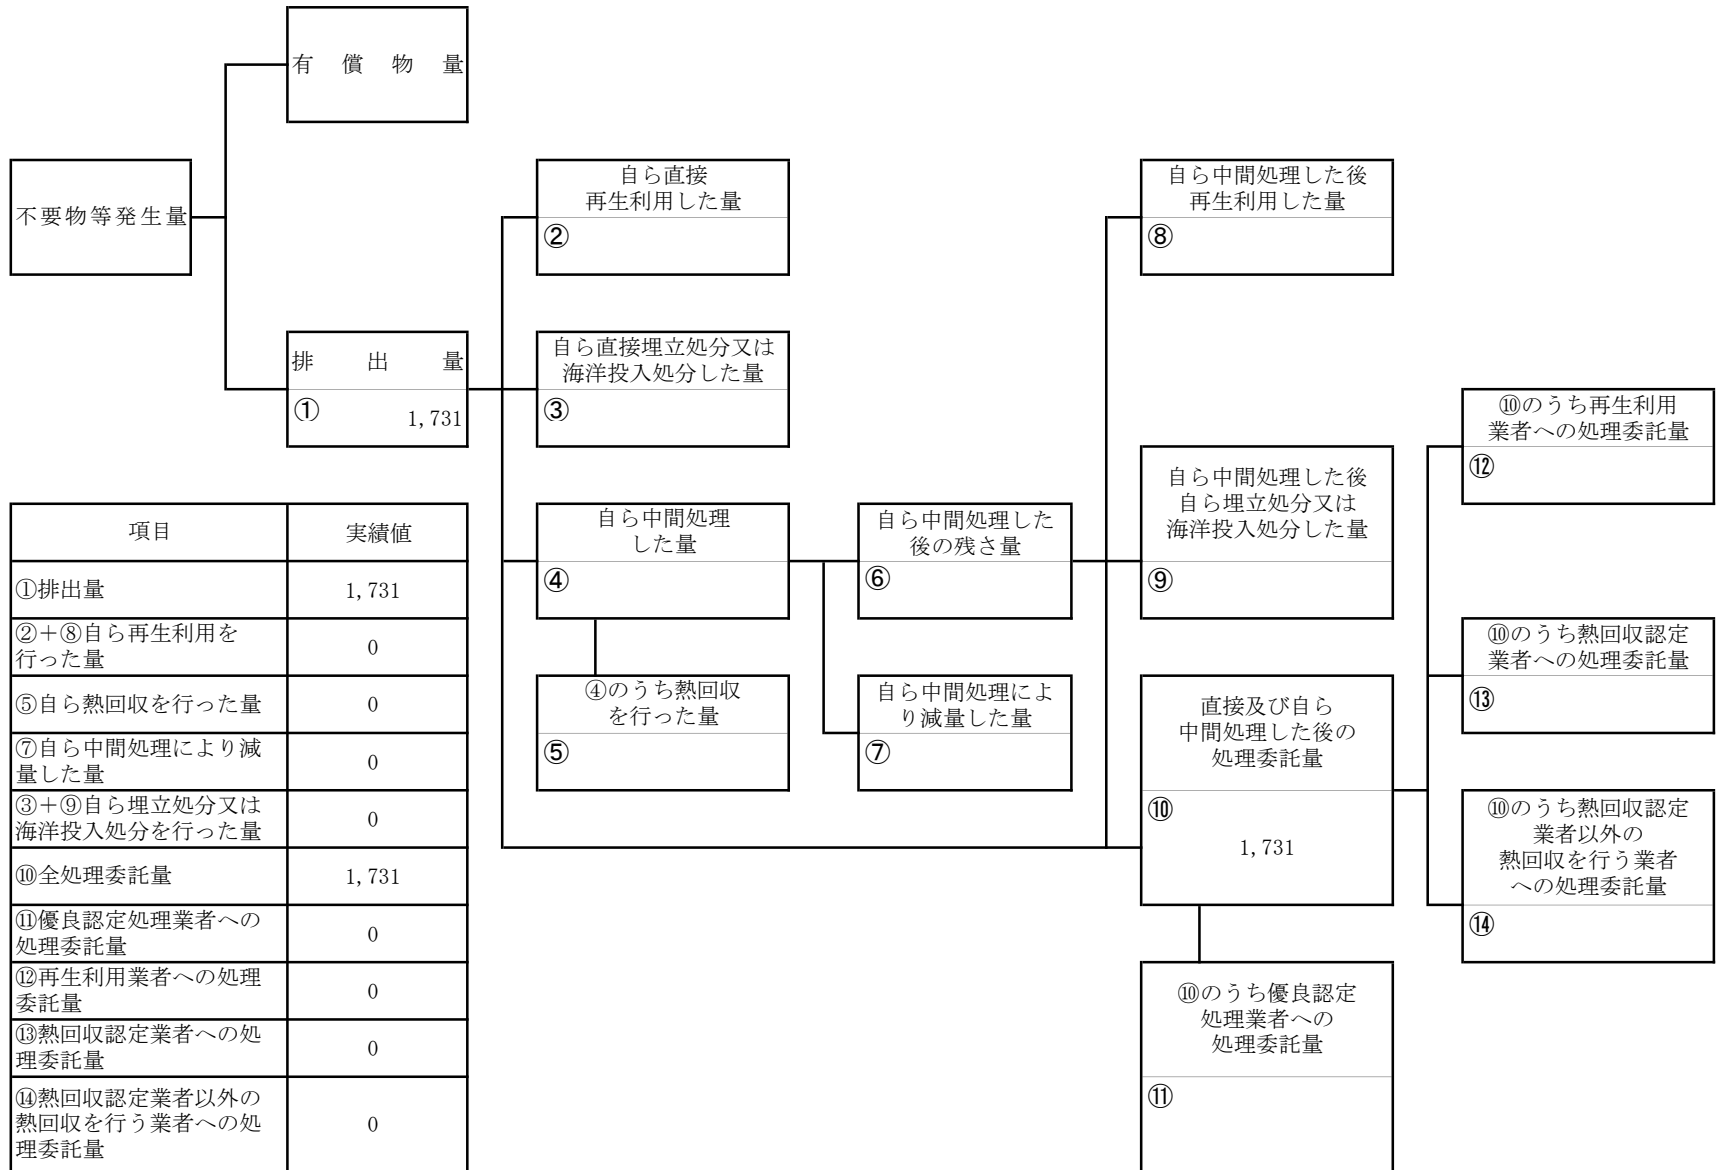 有償物量
不要物等発生量
排出量
①
1,731
自ら直接
再生利用した量
②
自ら直接埋立処分又は
海洋投入処分した量
③
自ら中間処理
した量
④
④のうち熱回収
を行った量
⑤
自ら中間処理した
後の残さ量
⑥
自ら中間処理によ
り減量した量
⑦
自ら中間処理した後
再生利用した量
⑧
自ら中間処理した後
自ら埋立処分又は
海洋投入処分した量
⑨
直接及び自ら
中間処理した後の
処理委託量
⑩
1,731
⑩のうち優良認定
処理業者への
処理委託量
⑪
⑩のうち再生利用
業者への処理委託量
⑫
⑩のうち熱回収認定
業者への処理委託量
⑬
⑩のうち熱回収認定
業者以外の
熱回収を行う業者
への処理委託量
⑭
項目 実績値
①排出量 1,731
②+⑧自ら再生利用を
行った量 0
⑤自ら熱回収を行った量 0
⑦自ら中間処理により減
量した量 0
③+⑨自ら埋立処分又は
海洋投入処分を行った量 0
⑩全処理委託量 1,731
⑪優良認定処理業者への
処理委託量 0
⑫再生利用業者への処理
委託量 0
⑬熱回収認定業者への処
理委託量 0
⑭熱回収認定業者以外の
熱回収を行う業者への処
理委託量 0